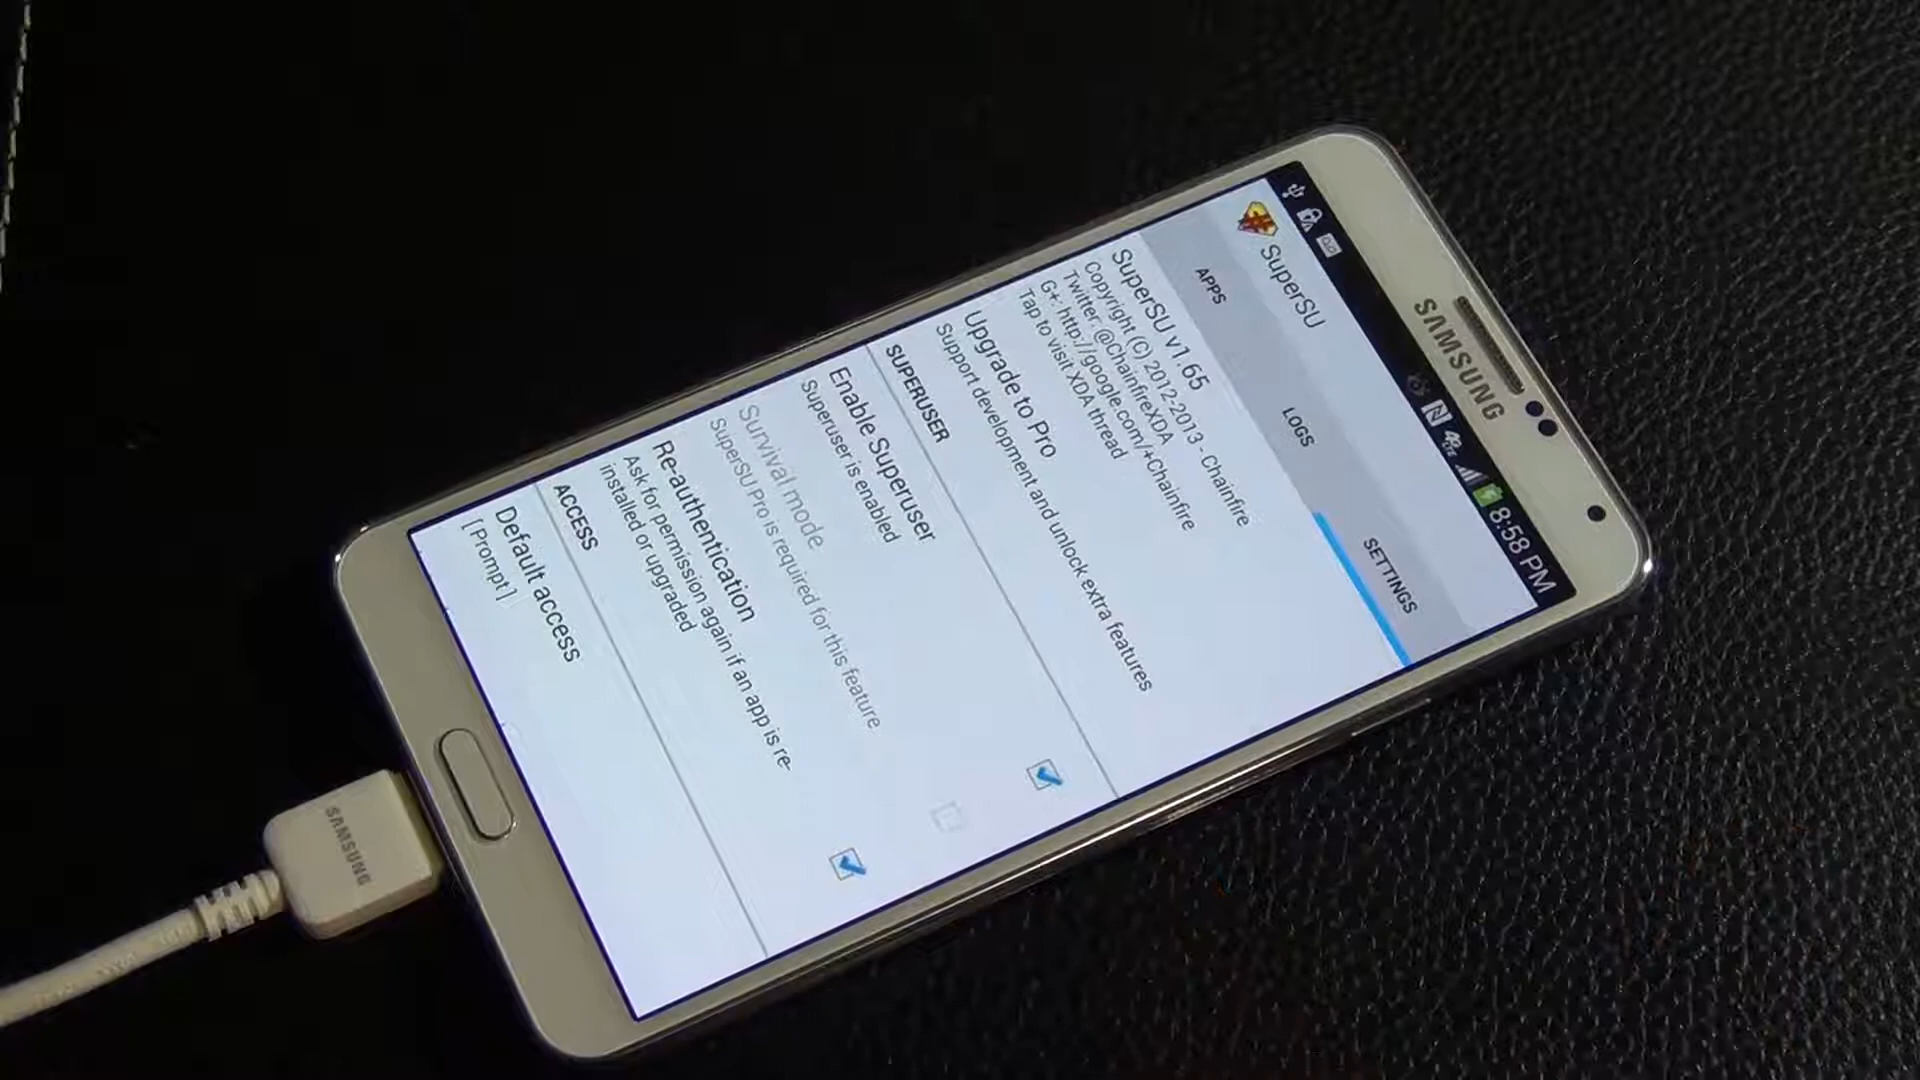 SAMSUNG
8:58 PM
SuperSU
APPS
LOGS
SETTINGS
SuperSU v1.65
Copyright (C) 2012-2013 - Chainfire
Twitter: @ChainfireXDA
G+: http://google.com/+Chainfire
Tap to visit XDA thread
Upgrade to Pro
Support development and unlock extra features
SUPERUSER
Enable Superuser
Superuser is enabled
Survival mode
SuperSU Pro is required for this feature
Re-authentication
Ask for permission again if an app is re-
installed or upgraded
ACCESS
Default access
[Prompt]
SAMSUNG